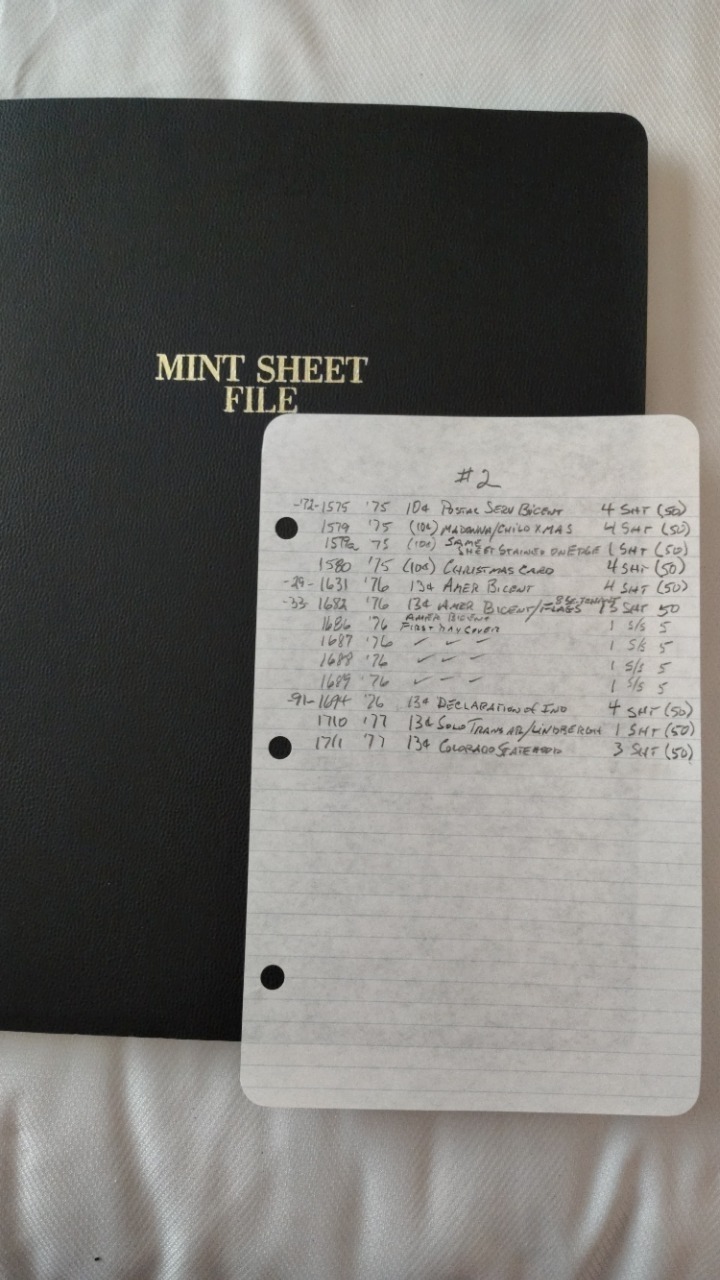 MINT SHEET
FILE
#2
-'72-1575 '75 10¢ POSTAL SERV BICENT 4 SHT (50)
1579 '75 (10¢) MADONNA/CHILD XMAS 4 SHT (50)
1579a 75 (10¢) SAME SHEET STAINED ON EDGE 1 SHT (50)
1580 '75 (10¢) CHRISTMAS CARD 4 SHT (50)
-29-1631 '76 13¢ AMER BICENT 4 SHT (50)
-33-1682 '76 13¢ AMER BICENT/FLAGS SHT 50
1686 '76 AMER BICENT FIRST DAY COVER 1 S/S 5
1687 '76 ✓ ✓ ✓ 1 S/S 5
1688 '76 ✓ ✓ ✓ 1 S/S 5
1689 '76 ✓ ✓ ✓ 1 S/S 5
-91-1694 '76 13¢ DECLARATION of IND 4 SHT (50)
1710 '77 13¢ SOLO TRANSATL/LINDBERGH 1 SHT (50)
1711 '77 13¢ COLORADO STATEHOOD 3 SHT (50)